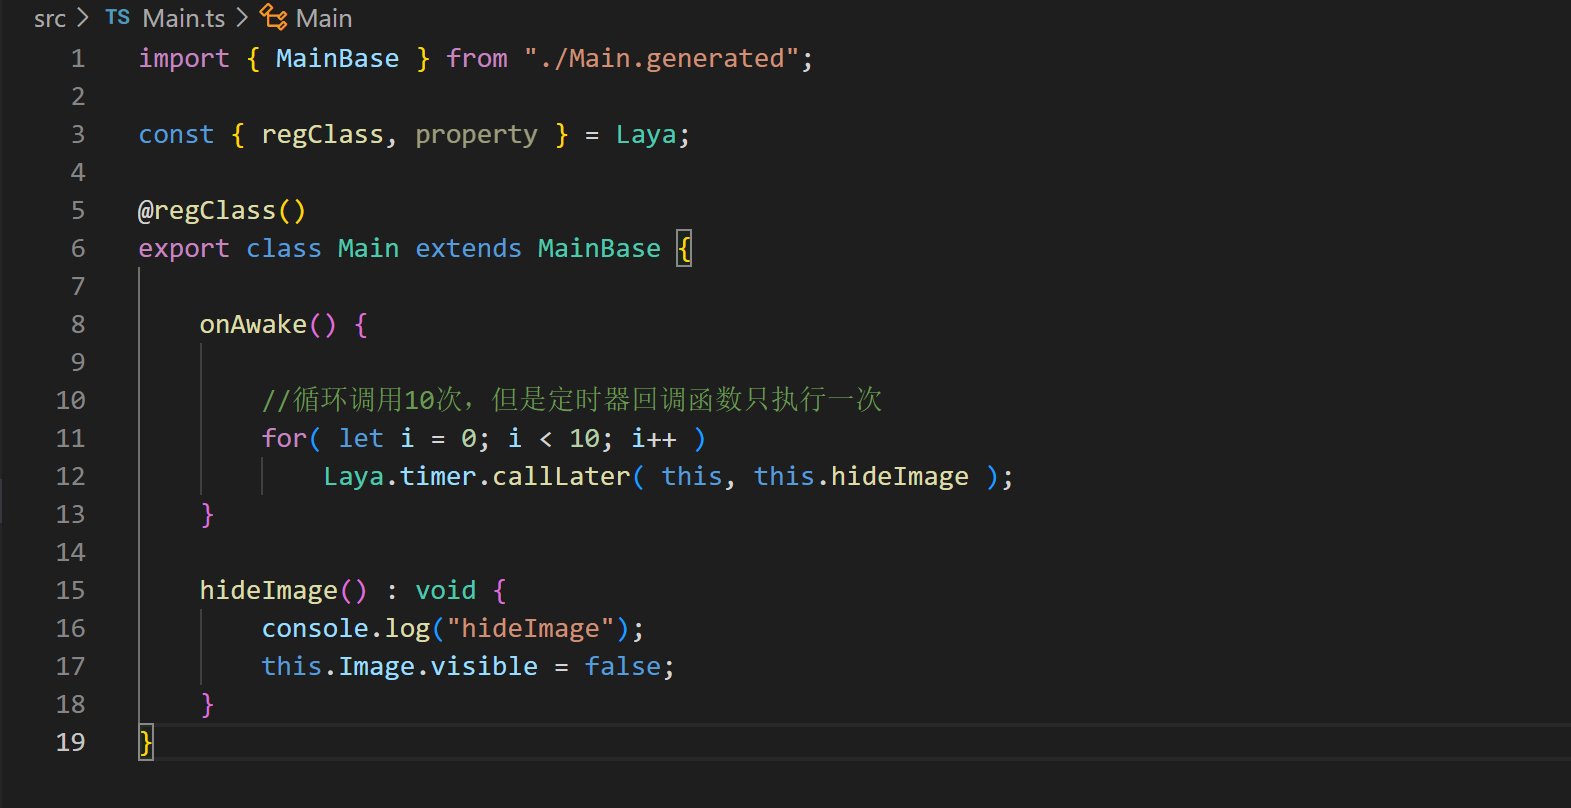 src > TS Main.ts > Main
1 import { MainBase } from "./Main.generated";
2
3 const { regClass, property } = Laya;
4
5 @regClass()
6 export class Main extends MainBase {
7
8     onAwake() {
9
10         //循环调用10次，但是定时器回调函数只执行一次
11         for( let i = 0; i < 10; i++ )
12             Laya.timer.callLater( this, this.hideImage );
13     }
14
15     hideImage() : void {
16         console.log("hideImage");
17         this.Image.visible = false;
18     }
19 }